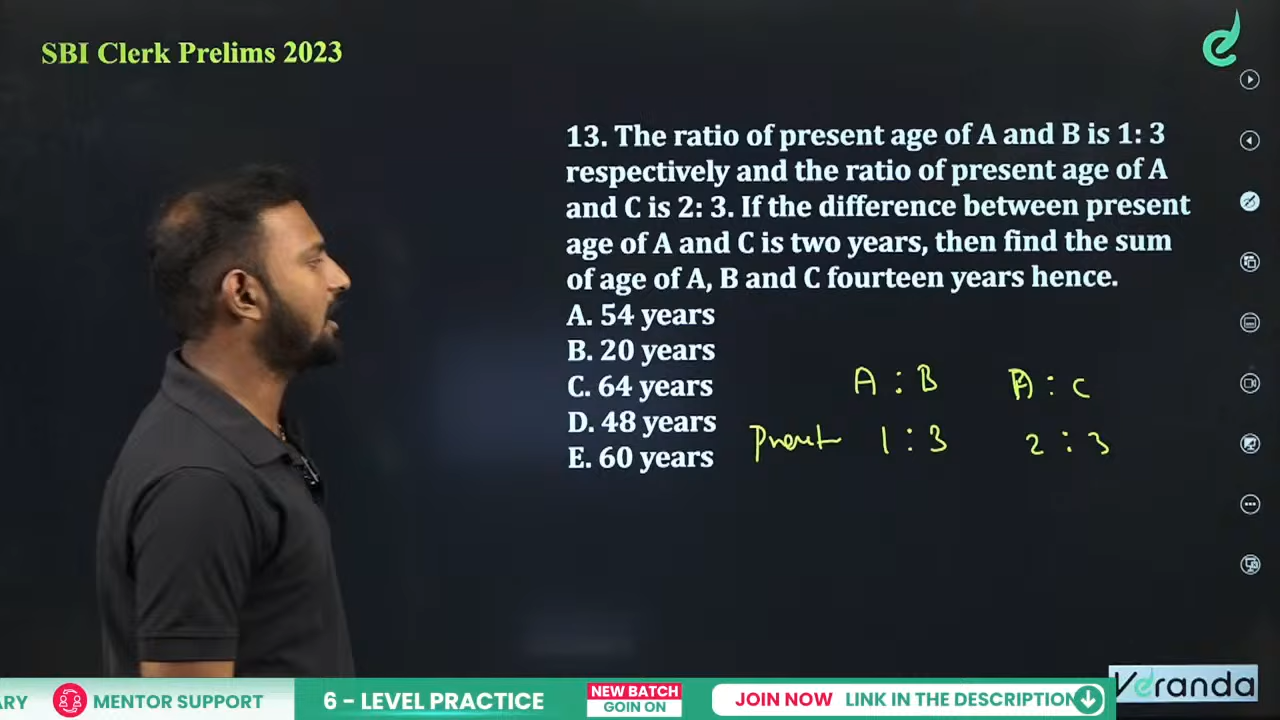 SBI Clerk Prelims 2023
13. The ratio of present age of A and B is 1: 3
respectively and the ratio of present age of A
and C is 2: 3. If the difference between present
age of A and C is two years, then find the sum
of age of A, B and C fourteen years hence.
A. 54 years
B. 20 years
C. 64 years
D. 48 years
E. 60 years
A : B A : C
Present 1 : 3 2 : 3
ARY MENTOR SUPPORT 6 – LEVEL PRACTICE NEW BATCH GOIN ON JOIN NOW LINK IN THE DESCRIPTION
Veranda